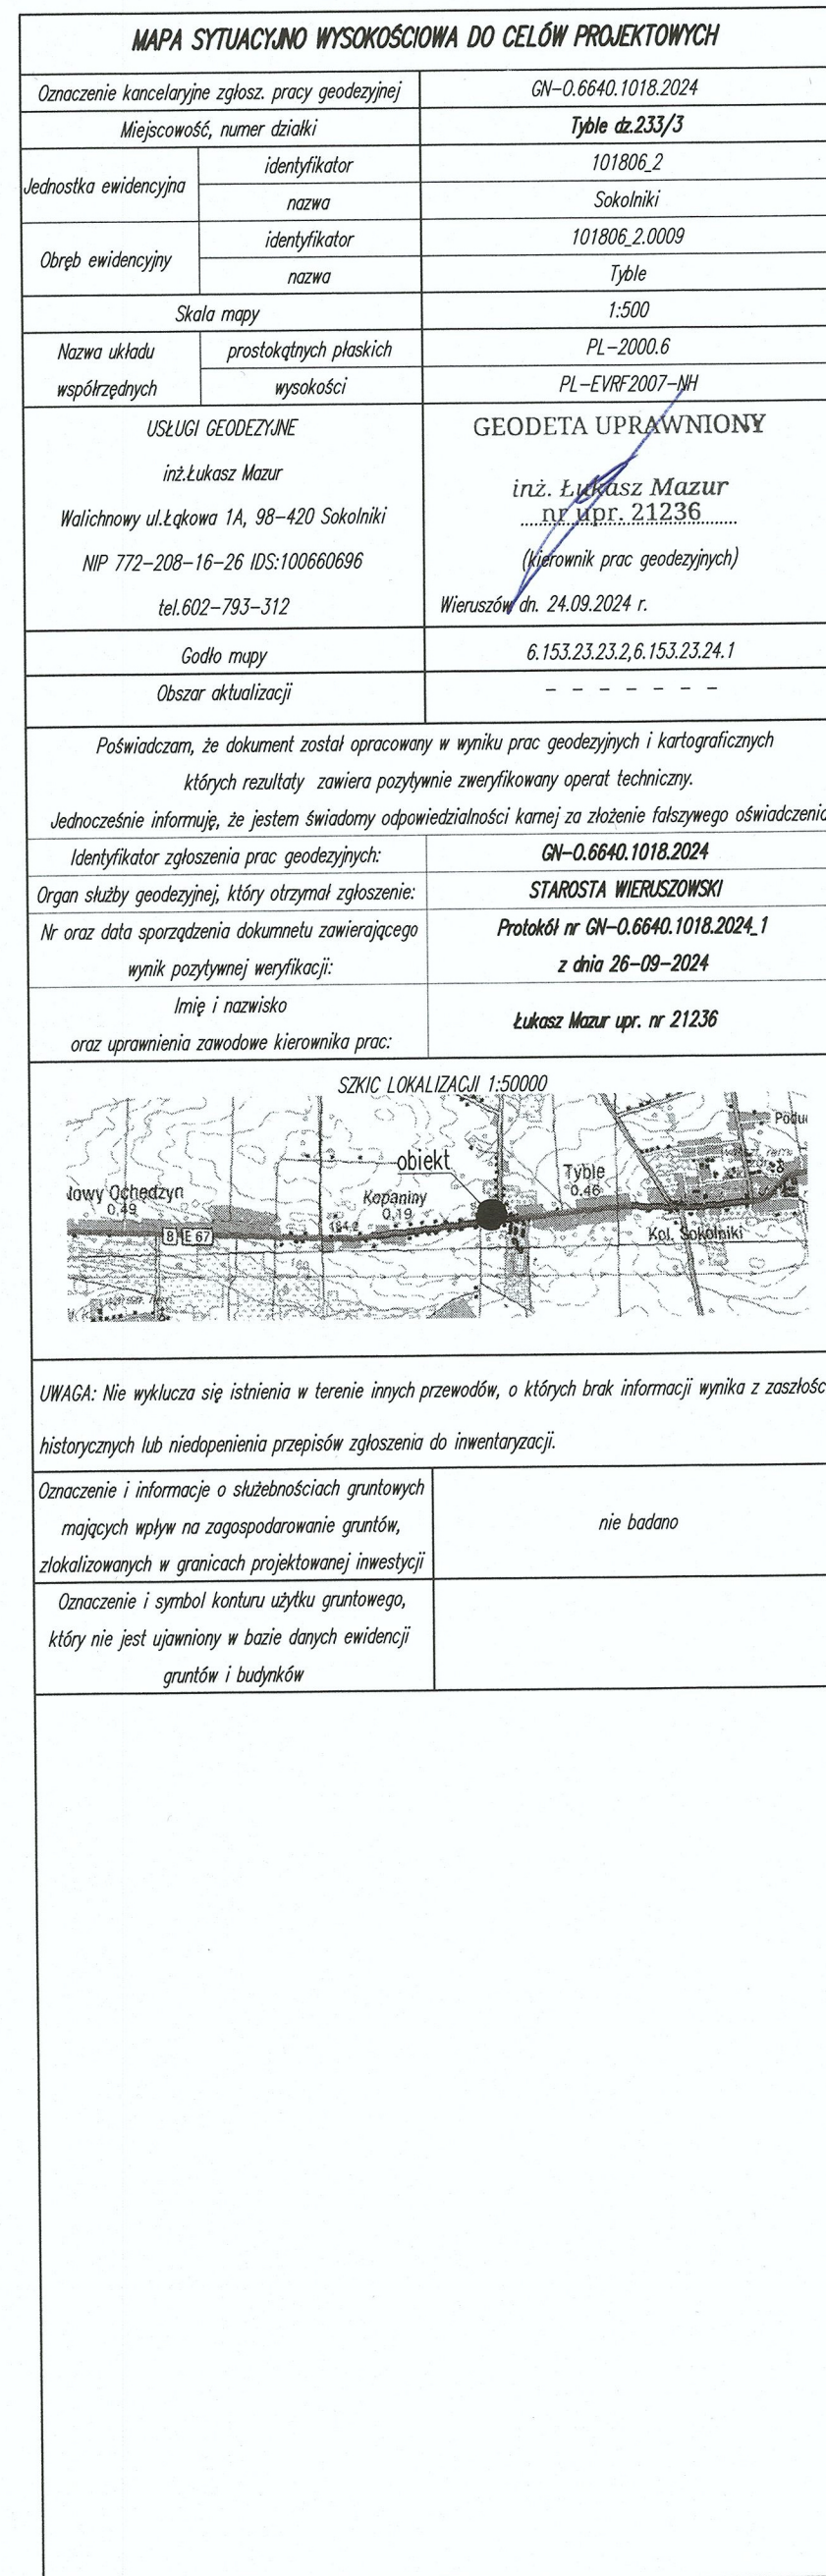 MAPA SYTUACYJNO WYSOKOŚCIOWA DO CELÓW PROJEKTOWYCH
Oznaczenie kancelaryjne zgłosz. pracy geodezyjnej GN-O.6640.1018.2024
Miejscowość, numer działki Tyble dz.233/3
Jednostka ewidencyjna identyfikator 101806_2
nazwa Sokolniki
Obręb ewidencyjny identyfikator 101806_2.0009
nazwa Tyble
Skala mapy 1:500
Nazwa układu współrzędnych prostokątnych płaskich PL-2000.6
wysokości PL-EVRF2007-NH
USŁUGI GEODEZYJNE
inż.Łukasz Mazur
Walichnowy ul.Łąkowa 1A, 98-420 Sokolniki
NIP 772-208-16-26 IDS:100660696
tel.602-793-312
GEODETA UPRAWNIONY
inż. Łukasz Mazur
nr upr. 21236
(kierownik prac geodezyjnych)
Wieruszów dn. 24.09.2024 r.
Godło mupy 6.153.23.23.2,6.153.23.24.1
Obszar aktualizacji - - - - - - -
Poświadczam, że dokument został opracowany w wyniku prac geodezyjnych i kartograficznych
których rezultaty zawiera pozytywnie zweryfikowany operat techniczny.
Jednocześnie informuję, że jestem świadomy odpowiedzialności karnej za złożenie fałszywego oświadczenia
Identyfikator zgłoszenia prac geodezyjnych: GN-O.6640.1018.2024
Organ służby geodezyjnej, który otrzymał zgłoszenie: STAROSTA WIERUSZOWSKI
Nr oraz data sporządzenia dokumnetu zawierającego
wynik pozytywnej weryfikacji:
Protokół nr GN-O.6640.1018.2024_1
z dnia 26-09-2024
Imię i nazwisko
oraz uprawnienia zawodowe kierownika prac:
Łukasz Mazur upr. nr 21236
SZKIC LOKALIZACJI 1:50000
Podu
obiekt
Tyble
0.46
Nowy Ochędzyn
0.49
Kopaniny
0.19
8 E 67
Kol. Sokolniki
UWAGA: Nie wyklucza się istnienia w terenie innych przewodów, o których brak informacji wynika z zaszłośc
historycznych lub niedopenienia przepisów zgłoszenia do inwentaryzacji.
Oznaczenie i informacje o służebnościach gruntowych
mających wpływ na zagospodarowanie gruntów,
zlokalizowanych w granicach projektowanej inwestycji
nie badano
Oznaczenie i symbol konturu użytku gruntowego,
który nie jest ujawniony w bazie danych ewidencji
gruntów i budynków